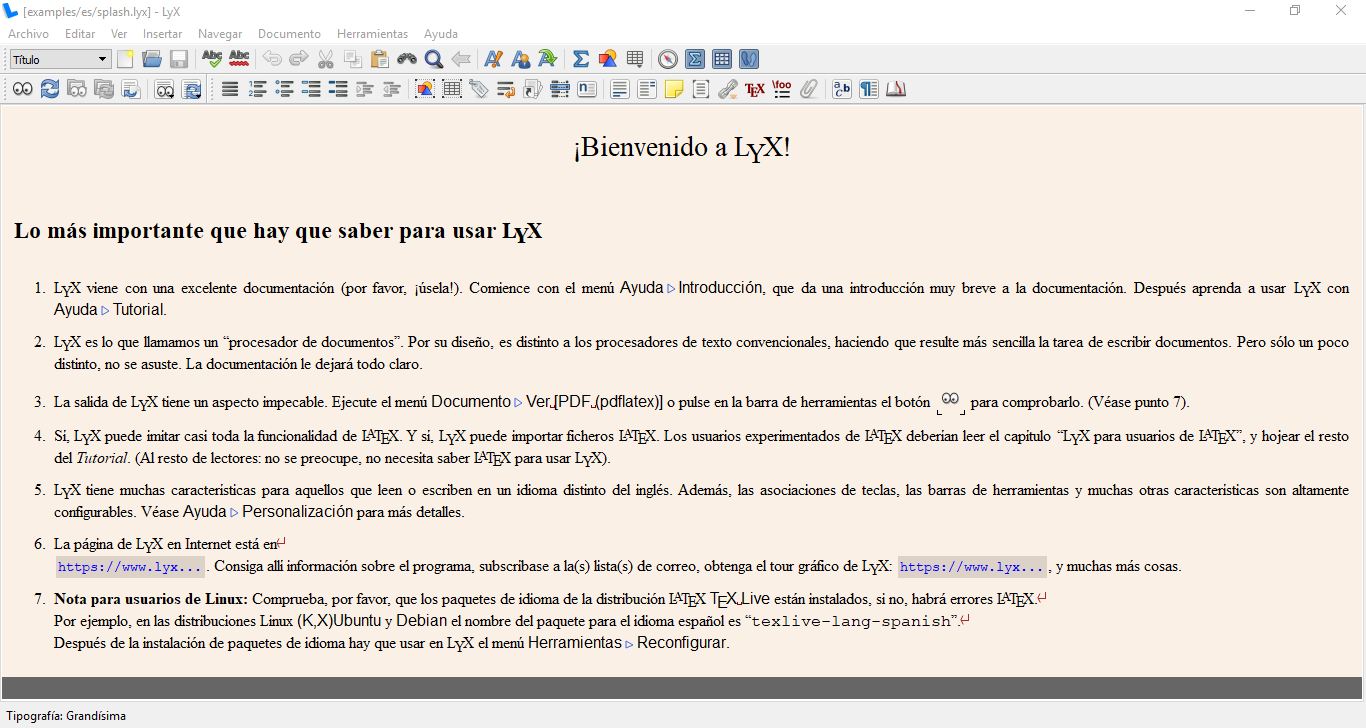 [examples/es/splash.lyx] - LyX
Archivo Editar Ver Insertar Navegar Documento Herramientas Ayuda
Título
¡Bienvenido a LYX!
Lo más importante que hay que saber para usar LYX
1. LYX viene con una excelente documentación (por favor, ¡úsela!). Comience con el menú Ayuda ▷ Introducción, que da una introducción muy breve a la documentación. Después aprenda a usar LYX con
Ayuda ▷ Tutorial.
2. LYX es lo que llamamos un “procesador de documentos”. Por su diseño, es distinto a los procesadores de texto convencionales, haciendo que resulte más sencilla la tarea de escribir documentos. Pero sólo un poco
distinto, no se asuste. La documentación le dejará todo claro.
3. La salida de LYX tiene un aspecto impecable. Ejecute el menú Documento ▷ Ver␣[PDF␣(pdflatex)] o pulse en la barra de herramientas el botón para comprobarlo. (Véase punto 7).
4. Sí, LYX puede imitar casi toda la funcionalidad de LATEX. Y sí, LYX puede importar ficheros LATEX. Los usuarios experimentados de LATEX deberían leer el capítulo “LYX para usuarios de LATEX”, y hojear el resto
del Tutorial. (Al resto de lectores: no se preocupe, no necesita saber LATEX para usar LYX).
5. LYX tiene muchas características para aquellos que leen o escriben en un idioma distinto del inglés. Además, las asociaciones de teclas, las barras de herramientas y muchas otras características son altamente
configurables. Véase Ayuda ▷ Personalización para más detalles.
6. La página de LYX en Internet está en↵
https://www.lyx... . Consiga allí información sobre el programa, subscríbase a la(s) lista(s) de correo, obtenga el tour gráfico de LYX: https://www.lyx... , y muchas más cosas.
7. Nota para usuarios de Linux: Comprueba, por favor, que los paquetes de idioma de la distribución LATEX TEX␣Live están instalados, si no, habrá errores LATEX.↵
Por ejemplo, en las distribuciones Linux (K,X)Ubuntu y Debian el nombre del paquete para el idioma español es “texlive-lang-spanish”.↵
Después de la instalación de paquetes de idioma hay que usar en LYX el menú Herramientas ▷ Reconfigurar.
Tipografía: Grandísima